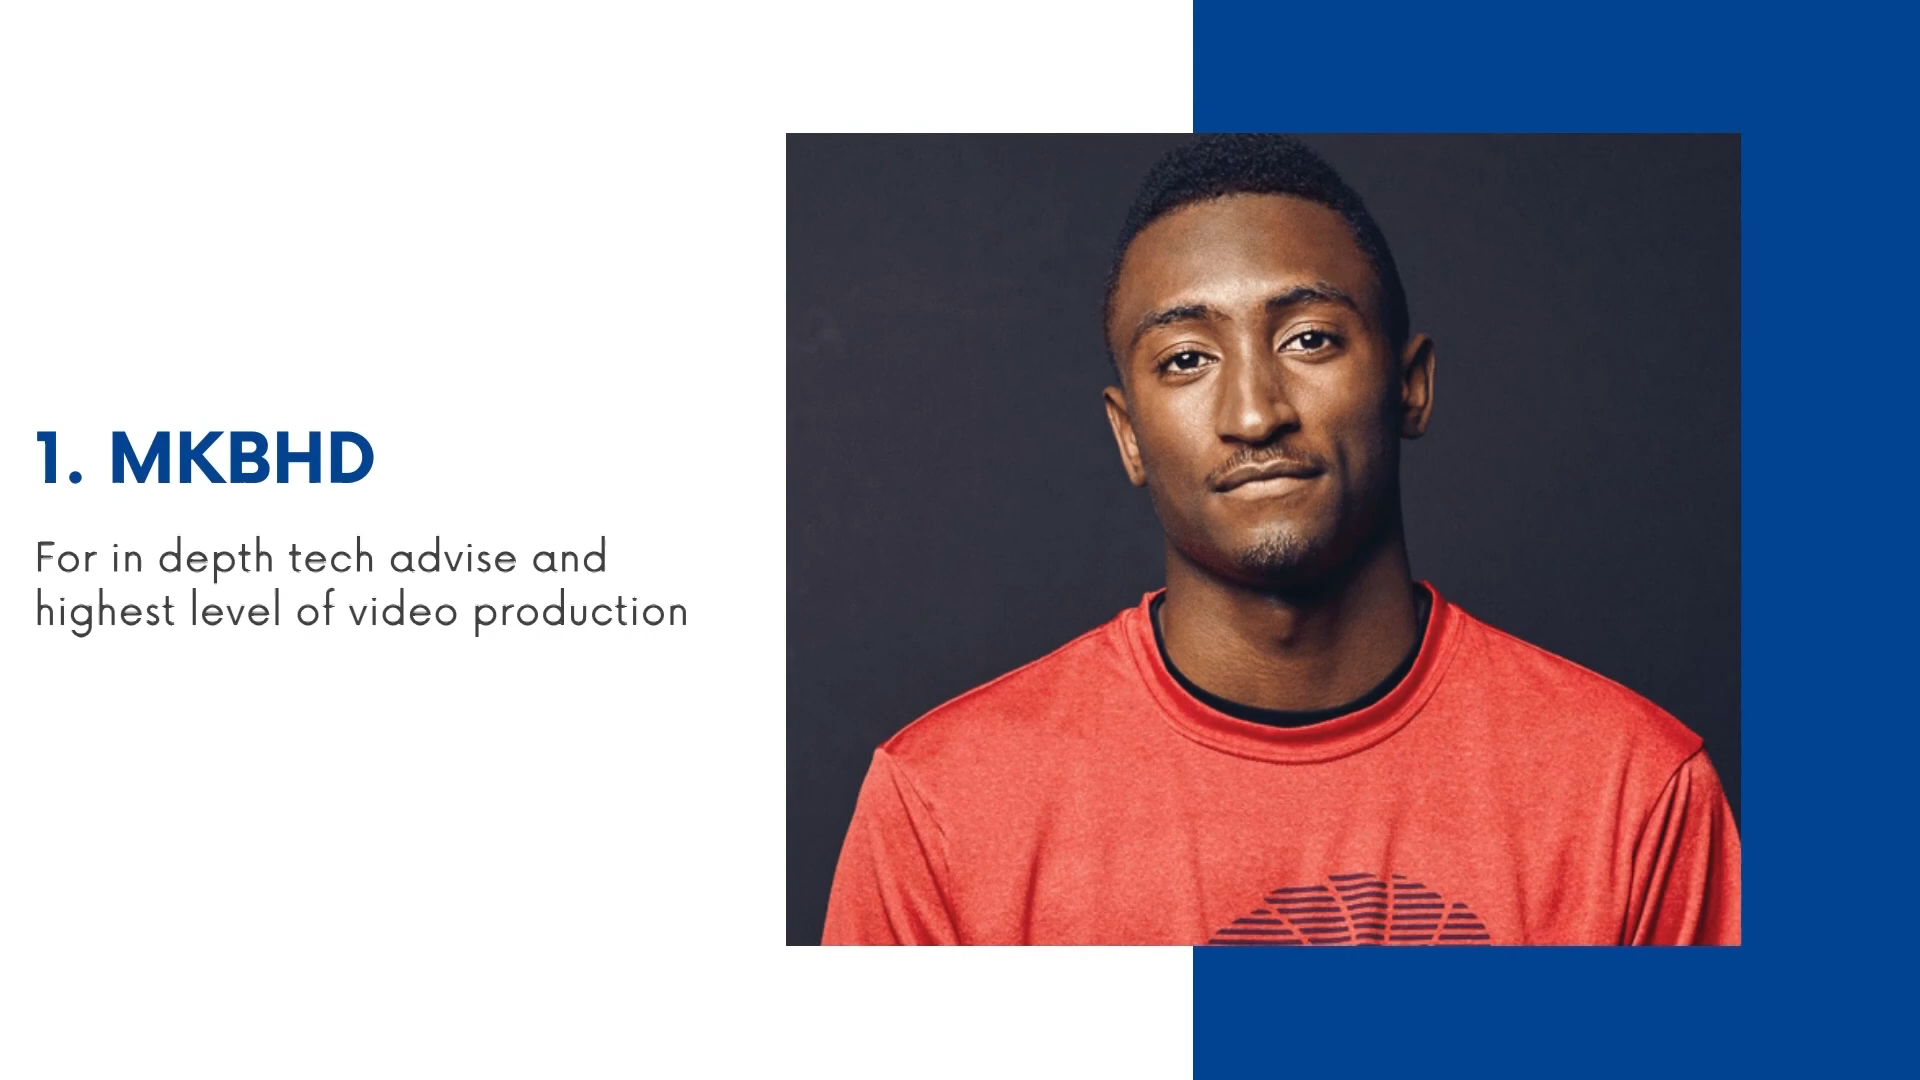 1. MKBHD
For in depth tech advise and
highest level of video production